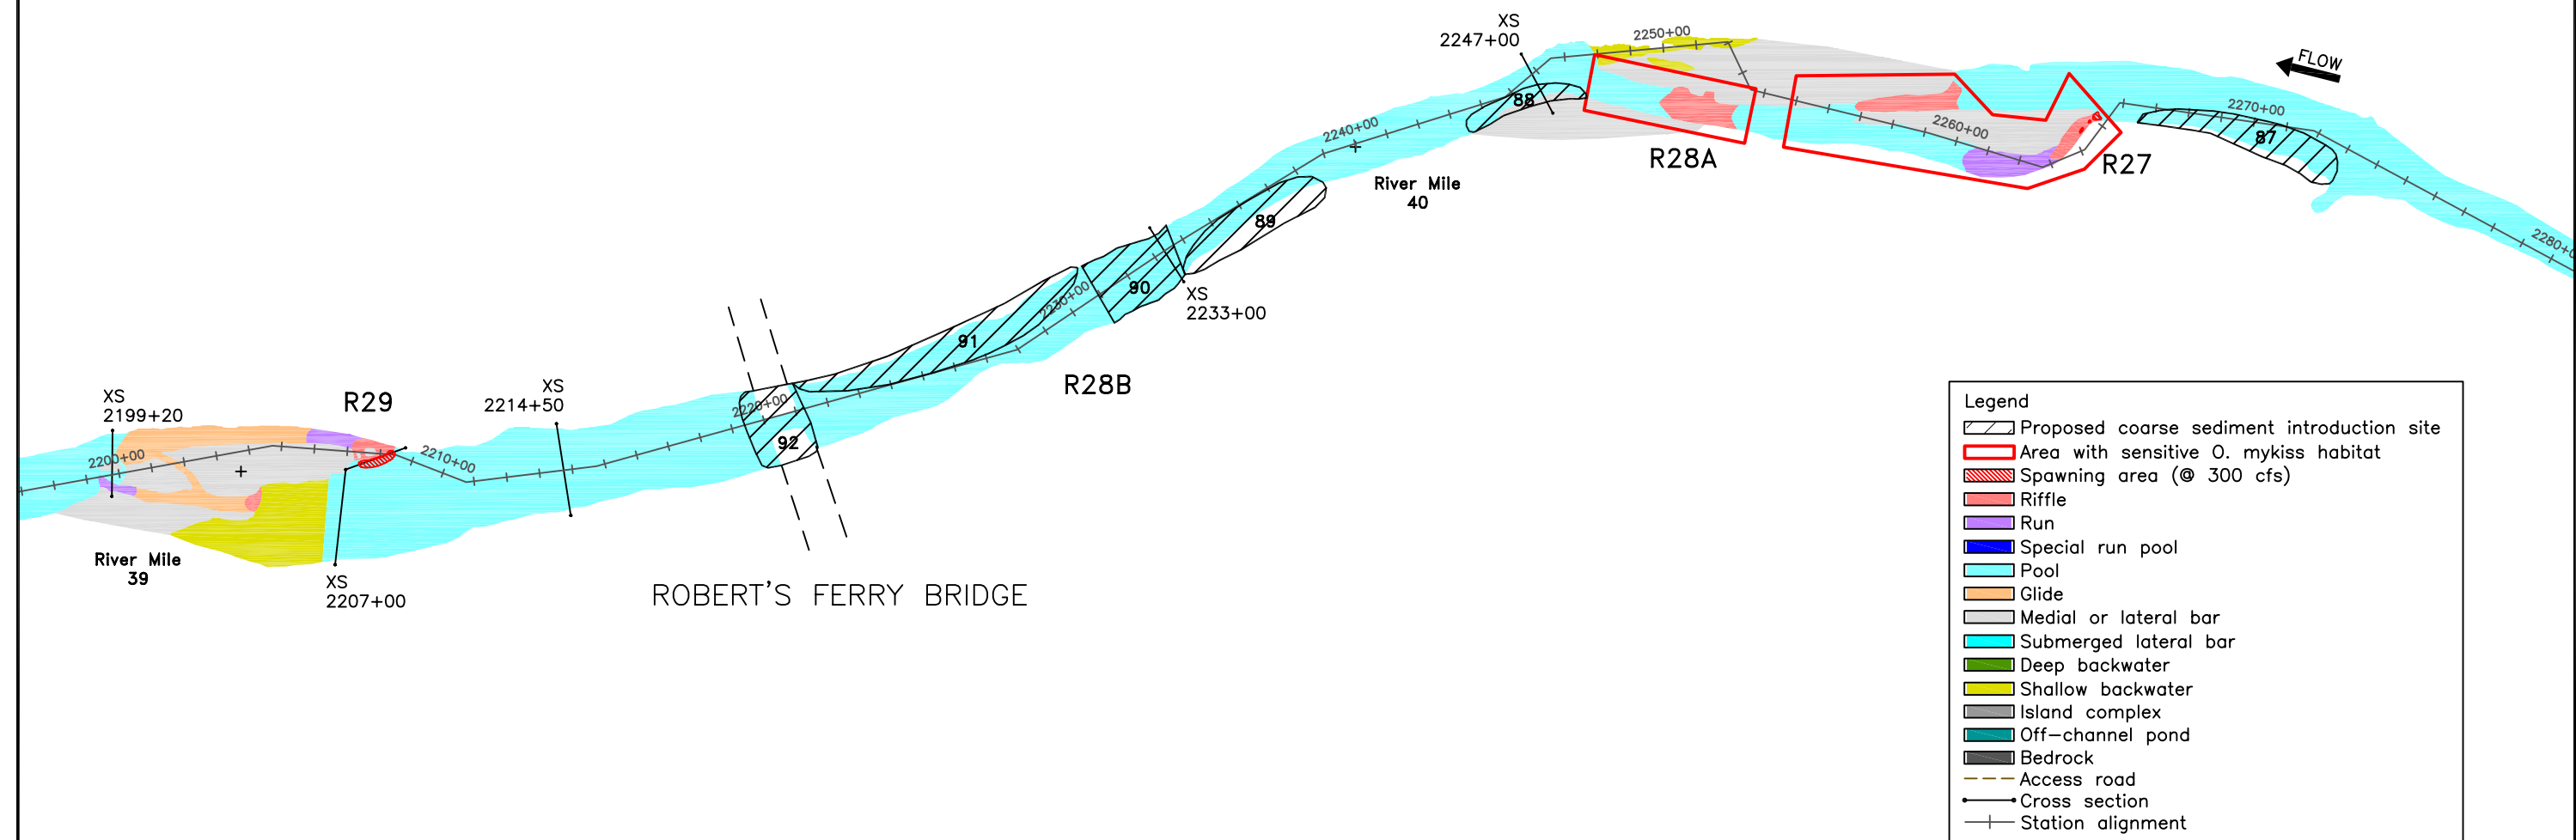 XS
2247+00
2250+00
FLOW
88
2240+00
R28A
2260+00
R27
2270+00
87
2280+0
River Mile
40
89
90
2230+00
XS
2233+00
91
R28B
XS
2199+20
R29
XS
2214+50
2220+00
92
2200+00
2210+00
River Mile
39
XS
2207+00
ROBERT'S FERRY BRIDGE
Legend
Proposed coarse sediment introduction site
Area with sensitive O. mykiss habitat
Spawning area (@ 300 cfs)
Riffle
Run
Special run pool
Pool
Glide
Medial or lateral bar
Submerged lateral bar
Deep backwater
Shallow backwater
Island complex
Off-channel pond
Bedrock
Access road
Cross section
Station alignment